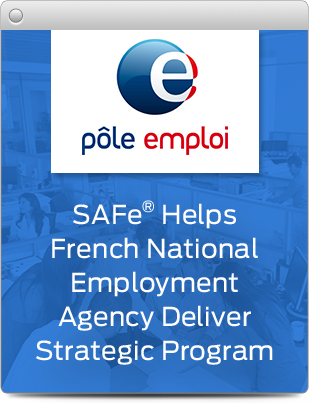 e
pôle emploi
SAFe® Helps
French National
Employment
Agency Deliver
Strategic Program